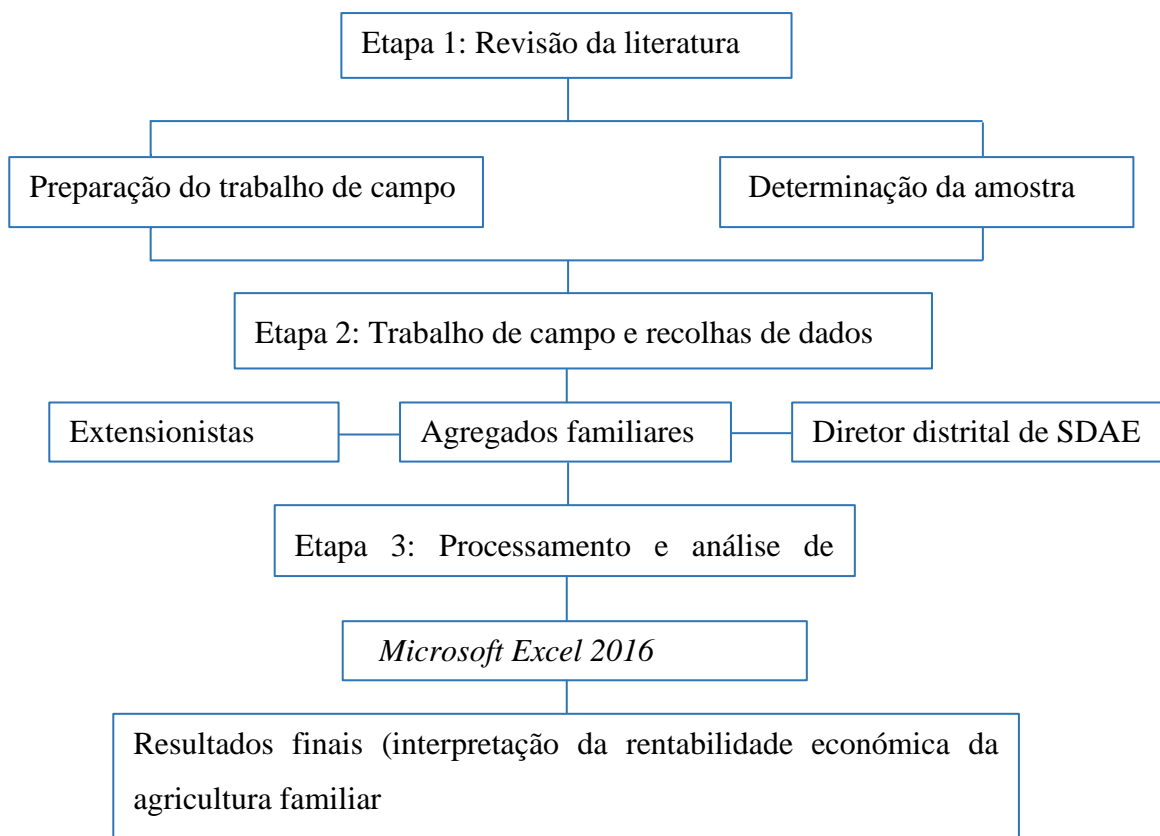 Etapa 1: Revisão da literatura
Preparação do trabalho de campo
Determinação da amostra
Etapa 2: Trabalho de campo e recolhas de dados
Extensionistas
Agregados familiares
Diretor distrital de SDAE
Etapa 3: Processamento e análise de
Microsoft Excel 2016
Resultados finais (interpretação da rentabilidade económica da
agricultura familiar